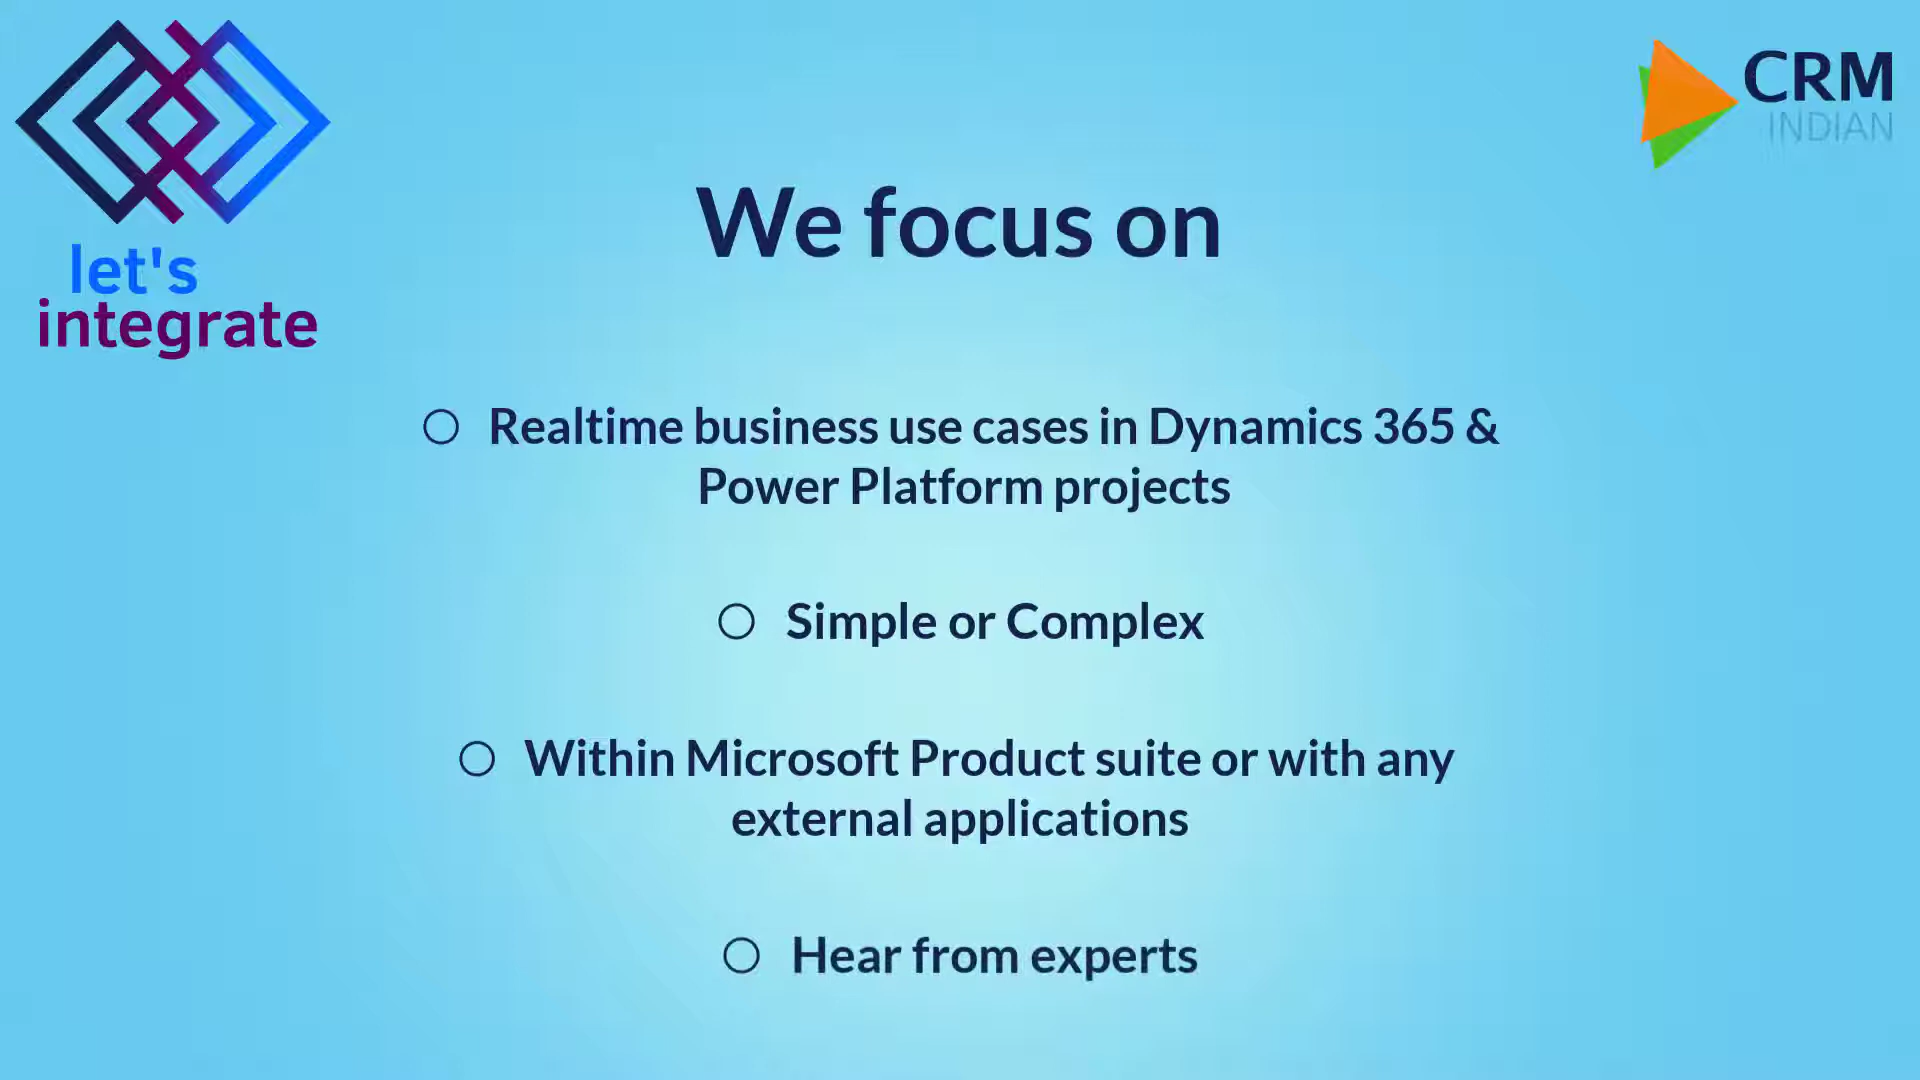 let's
integrate
CRM
INDIAN
We focus on
Realtime business use cases in Dynamics 365 &
Power Platform projects
Simple or Complex
Within Microsoft Product suite or with any
external applications
Hear from experts